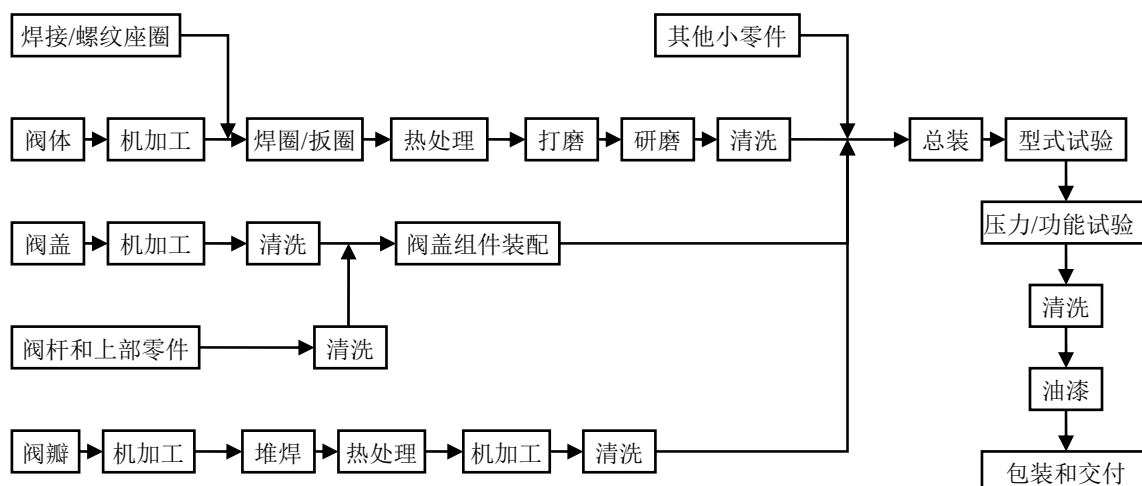 焊接/螺纹座圈
其他小零件
阀体
机加工
焊圈/扳圈
热处理
打磨
研磨
清洗
总装
型式试验
阀盖
机加工
清洗
阀盖组件装配
压力/功能试验
清洗
阀杆和上部零件
清洗
油漆
阀瓣
机加工
堆焊
热处理
机加工
清洗
包装和交付